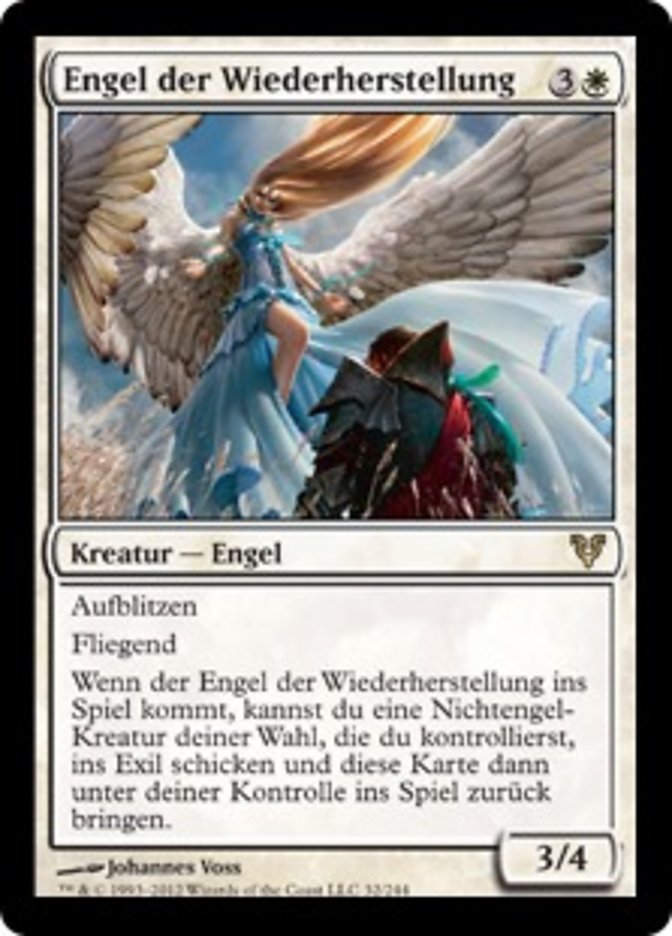 Engel der Wiederherstellung 3
Kreatur — Engel
Aufblitzen
Fliegend
Wenn der Engel der Wiederherstellung ins
Spiel kommt, kannst du eine Nichtengel-
Kreatur deiner Wahl, die du kontrollierst,
ins Exil schicken und diese Karte dann
unter deiner Kontrolle ins Spiel zurück
bringen.
3/4
Johannes Voss
™ & © 1993–2012 Wizards of the Coast LLC 32/244